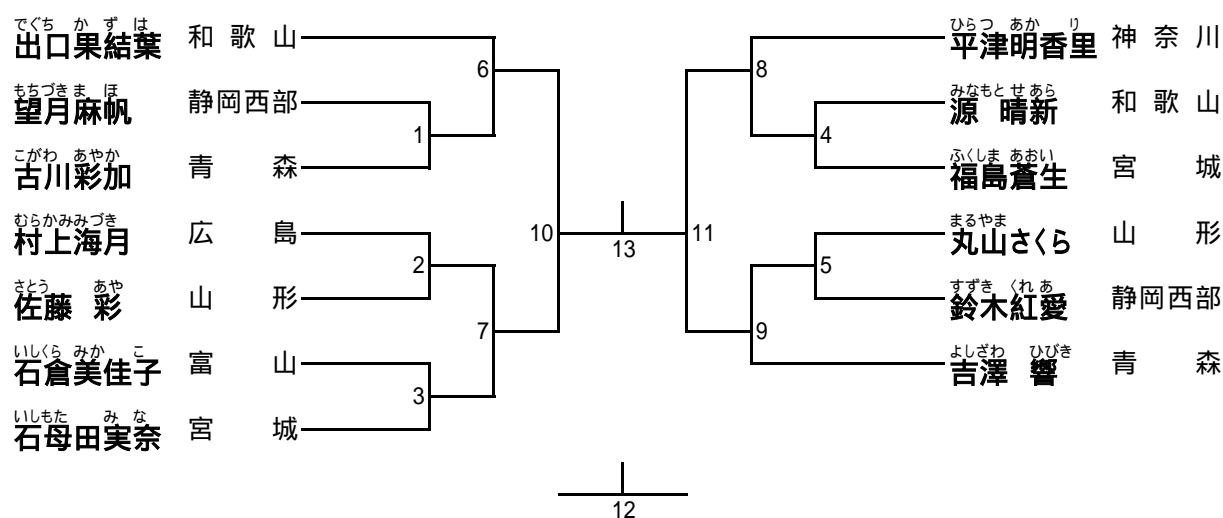 でぐち か ず は
出口果結葉 和歌山
もちづき ま ほ
望月麻帆 静岡西部
こがわ あやか
古川彩加 青森
むらかみみづき
村上海月 広島
さとう あや
佐藤 彩 山形
いしくら みか こ
石倉美佳子 富山
いしもた み な
石母田実奈 宮城
6
1
2
7
3
10
13
11
12
ひらつ あか り
平津明香里 神奈川
みなもと せ あら
源 晴新 和歌山
ふくしま あおい
福島蒼生 宮城
まるやま
丸山さくら 山形
すずき くれ あ
鈴木紅愛 静岡西部
よしざわ ひびき
吉澤 響 青森
8
4
5
9